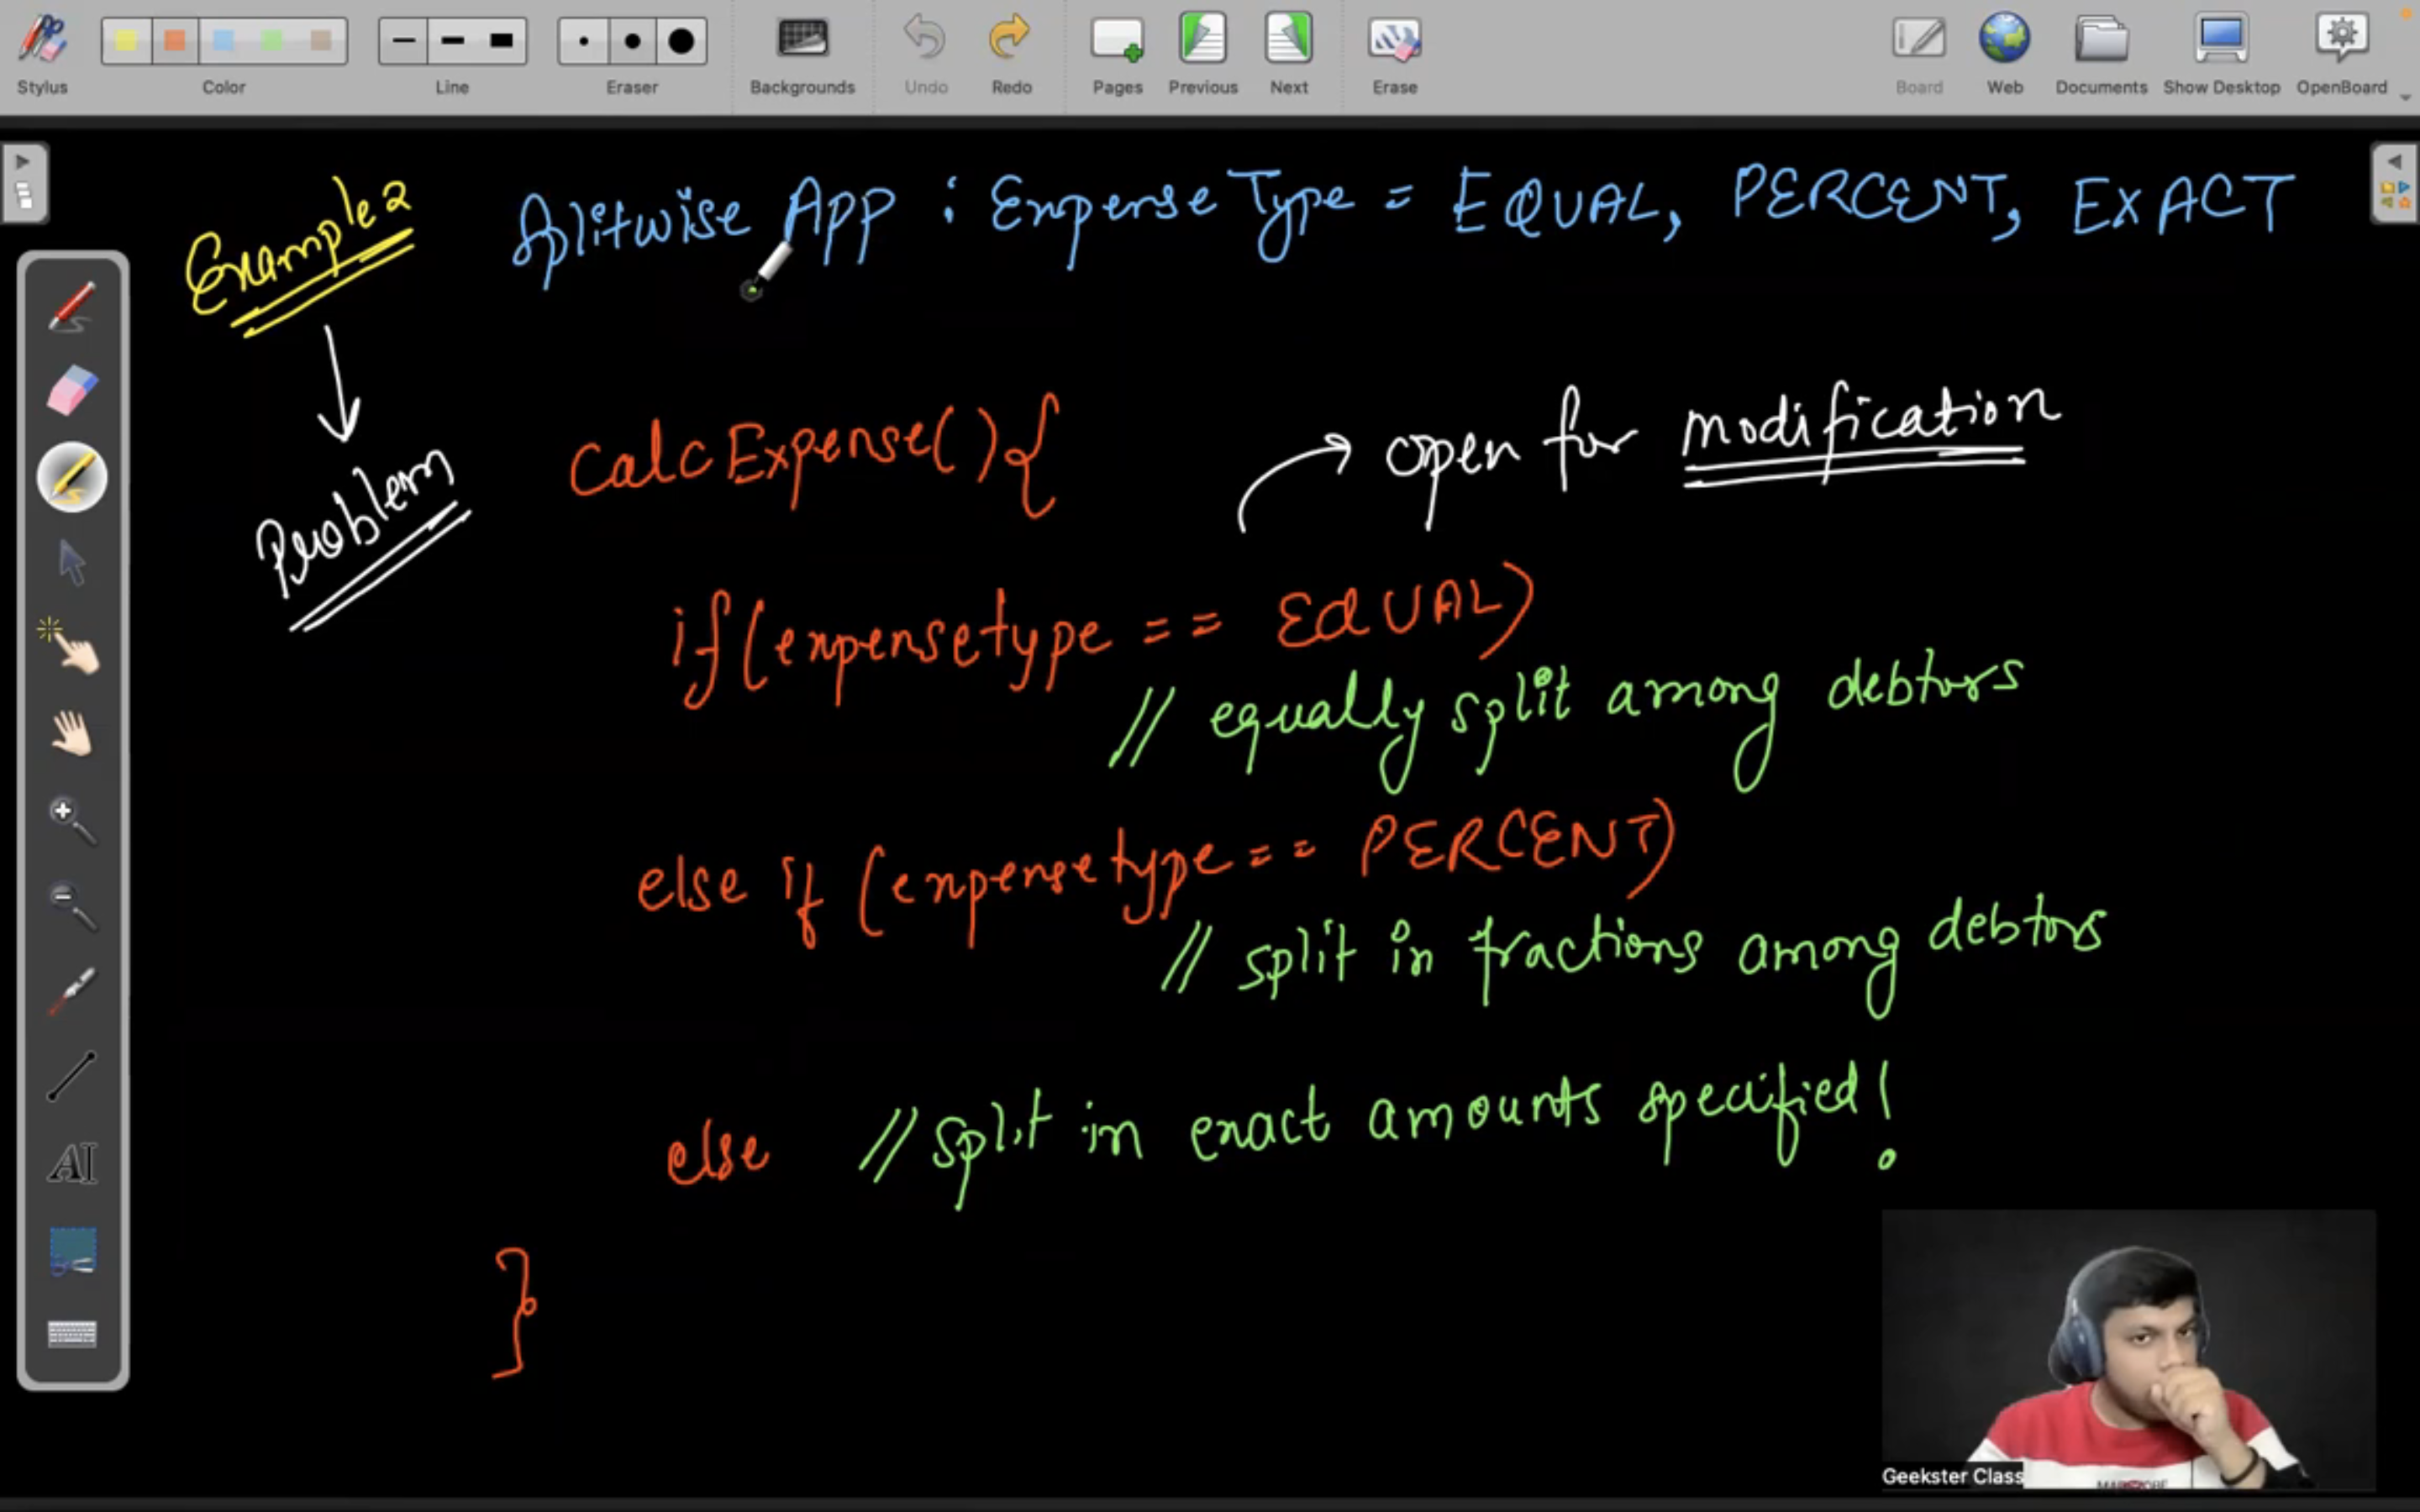 Stylus Color Line Eraser Backgrounds Undo Redo Pages Previous Next Erase Board Web Documents Show Desktop OpenBoard
Example 2
Splitwise App : ExpenseType = EQUAL, PERCENT, EXACT
Problem
CalcExpense(){
open for modification
if(expensetype == EQUAL)
// equally split among debtors
else if (expensetype == PERCENT)
// split in fractions among debtors
else // split in exact amounts specified!
}
AI
Geekster Class